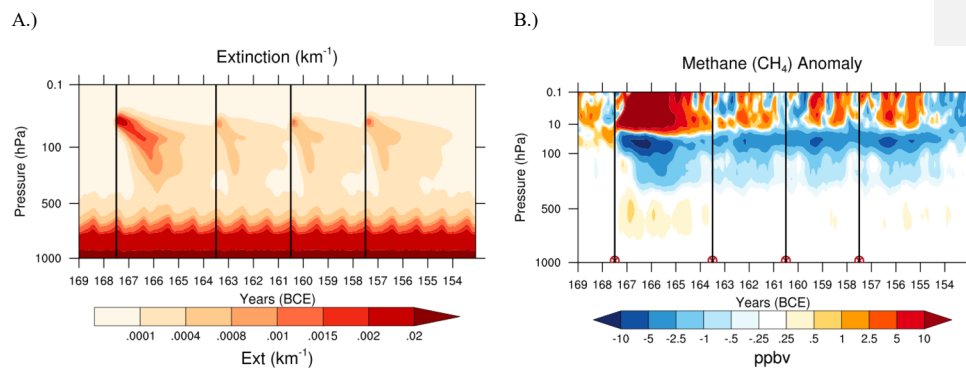 A.)
B.)
Extinction (km-1)
0.1
100
500
1000
Pressure (hPa)
169 168 167 166 165 164 163 162 161 160 159 158 157 156 155 154
Years (BCE)
.0001 .0004 .0008 .001 .0015 .002 .02
Ext (km-1)
Methane (CH4) Anomaly
0.1
10
100
500
1000
Pressure (hPa)
169 168 167 166 165 164 163 162 161 160 159 158 157 156 155 154
Years (BCE)
-10 -5 -2.5 -1 -.5 -.25 .25 .5 1 2.5 5 10
ppbv